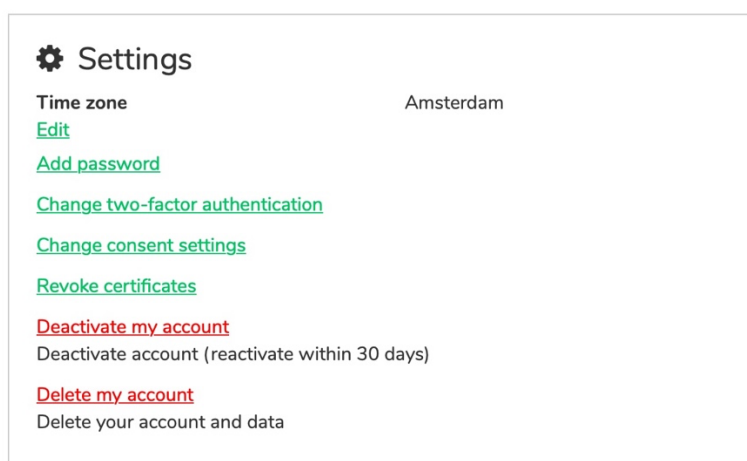 Settings
Time zone Amsterdam
Edit
Add password
Change two-factor authentication
Change consent settings
Revoke certificates
Deactivate my account
Deactivate account (reactivate within 30 days)
Delete my account
Delete your account and data